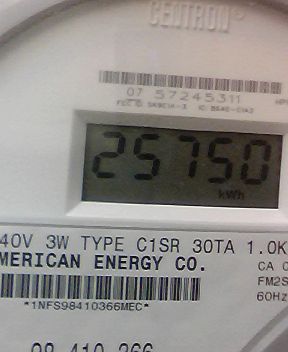 CENTRON
07 57245311
25750
kWh
40V 3W TYPE C1SR 30TA 1.0K
MERICAN ENERGY CO.
CA 0
FM2S
60Hz
*1NFS98410366MEC*
98 410 366